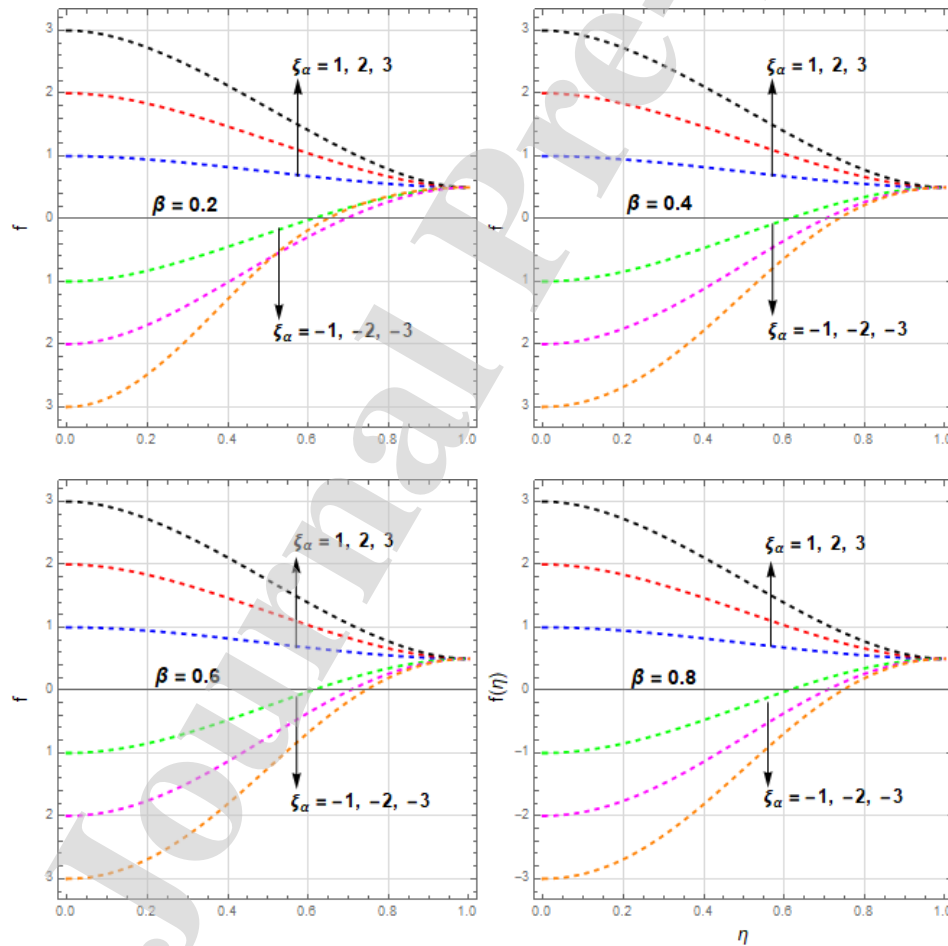 3
2
1
0
1
2
3
f
ξα = 1, 2, 3
β = 0.2
ξα = −1, −2, −3
0.0 0.2 0.4 0.6 0.8 1.0
3
2
1
0
1
2
3
f
ξα = 1, 2, 3
β = 0.4
ξα = −1, −2, −3
0.0 0.2 0.4 0.6 0.8 1.0
3
2
1
0
1
2
3
f
ξα = 1, 2, 3
β = 0.6
ξα = −1, −2, −3
0.0 0.2 0.4 0.6 0.8 1.0
3
2
1
0
−1
−2
−3
f(η)
ξα = 1, 2, 3
β = 0.8
ξα = −1, −2, −3
0.0 0.2 0.4 0.6 0.8 1.0
η
Journal Pre